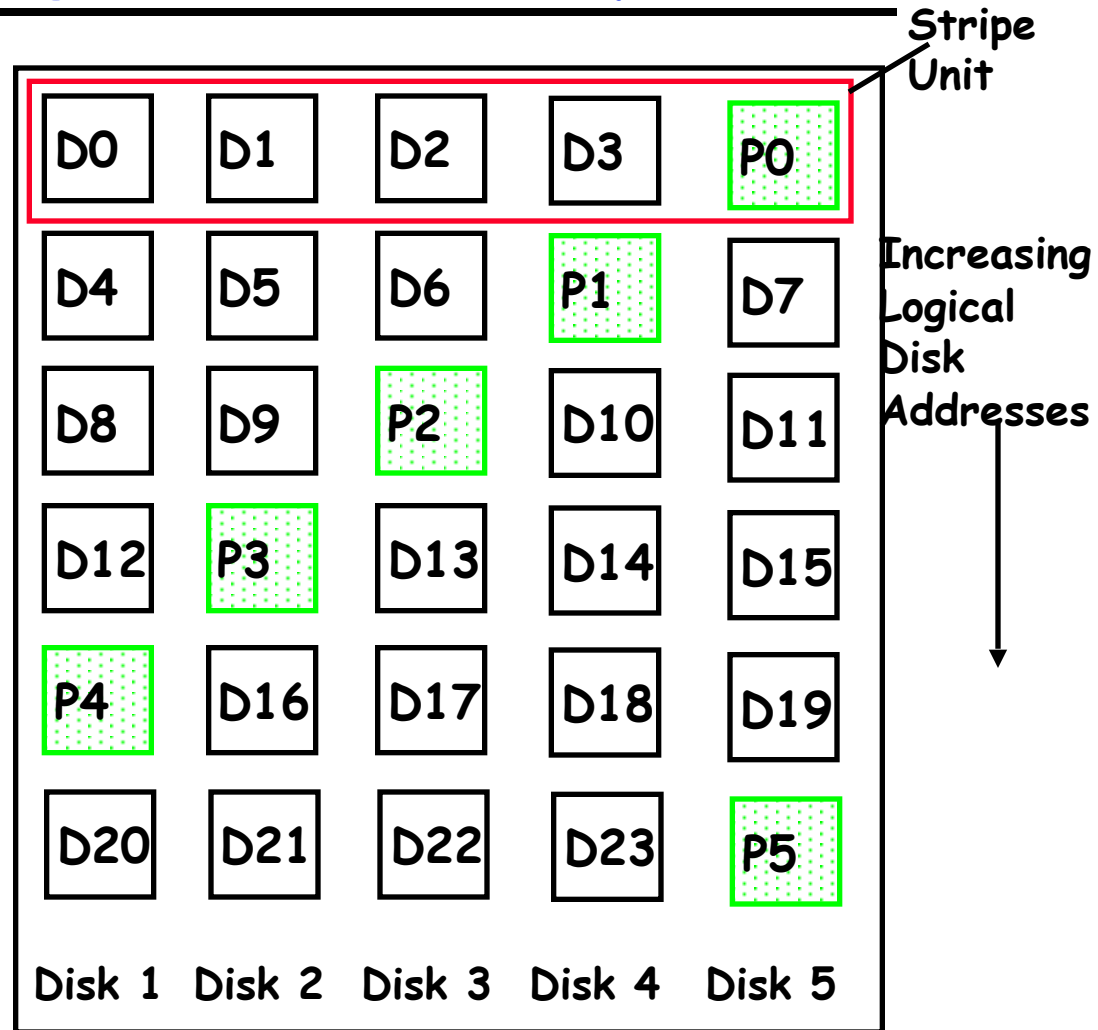 Stripe
Unit
D0 D1 D2 D3 P0
D4 D5 D6 P1 D7
Increasing
Logical
Disk
Addresses
D8 D9 P2 D10 D11
D12 P3 D13 D14 D15
P4 D16 D17 D18 D19
D20 D21 D22 D23 P5
Disk 1 Disk 2 Disk 3 Disk 4 Disk 5